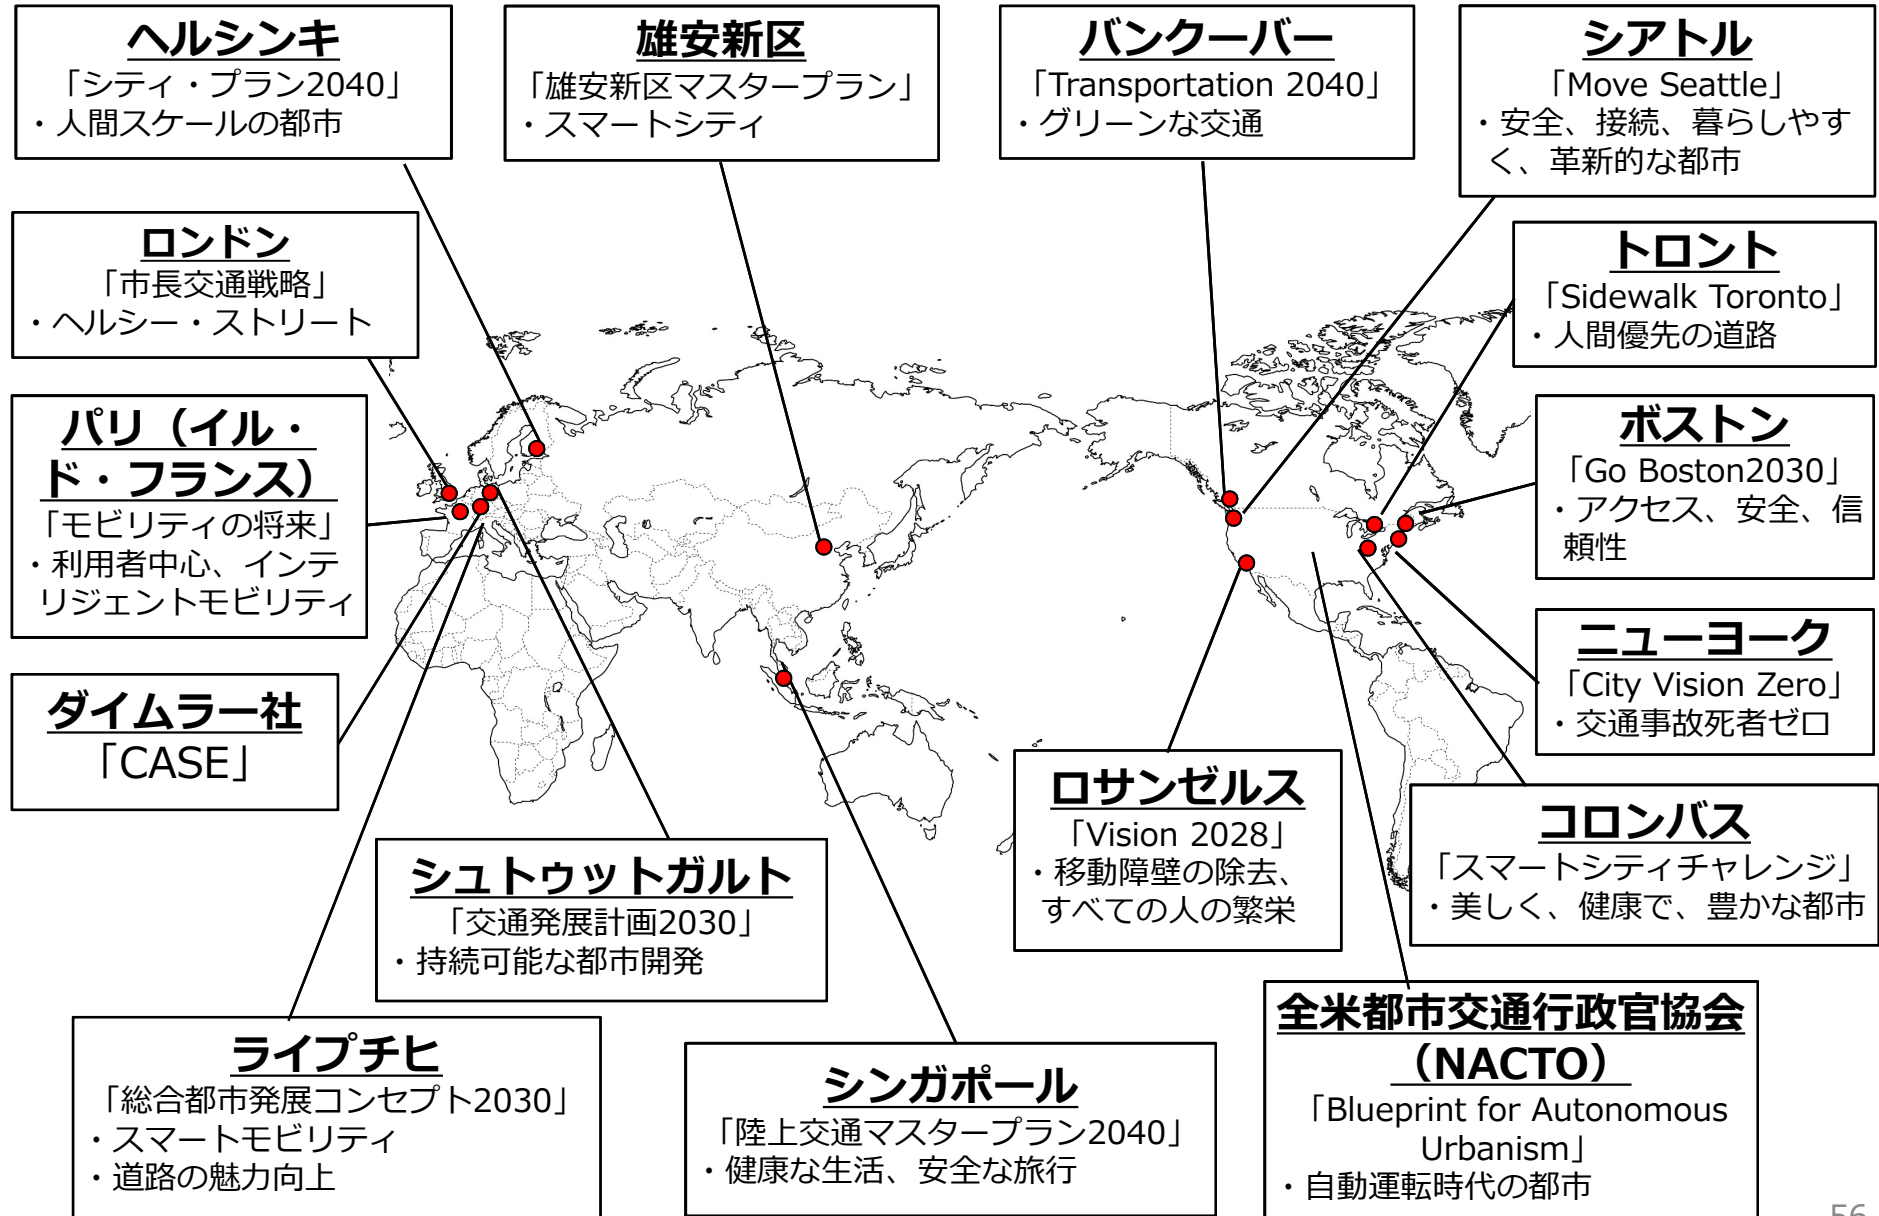 ヘルシンキ
「シティ・プラン2040」
・人間スケールの都市
雄安新区
「雄安新区マスタープラン」
・スマートシティ
バンクーバー
「Transportation 2040」
・グリーンな交通
シアトル
「Move Seattle」
・安全、接続、暮らしやす
く、革新的な都市
ロンドン
「市長交通戦略」
・ヘルシー・ストリート
トロント
「Sidewalk Toronto」
・人間優先の道路
パリ（イル・
ド・フランス）
「モビリティの将来」
・利用者中心、インテ
リジェントモビリティ
ボストン
「Go Boston2030」
・アクセス、安全、信
頼性
ダイムラー社
「CASE」
ニューヨーク
「City Vision Zero」
・交通事故死者ゼロ
ロサンゼルス
「Vision 2028」
・移動障壁の除去、
すべての人の繁栄
コロンバス
「スマートシティチャレンジ」
・美しく、健康で、豊かな都市
シュトゥットガルト
「交通発展計画2030」
・持続可能な都市開発
ライプチヒ
「総合都市発展コンセプト2030」
・スマートモビリティ
・道路の魅力向上
シンガポール
「陸上交通マスタープラン2040」
・健康な生活、安全な旅行
全米都市交通行政官協会
（NACTO）
「Blueprint for Autonomous
Urbanism」
・自動運転時代の都市
56